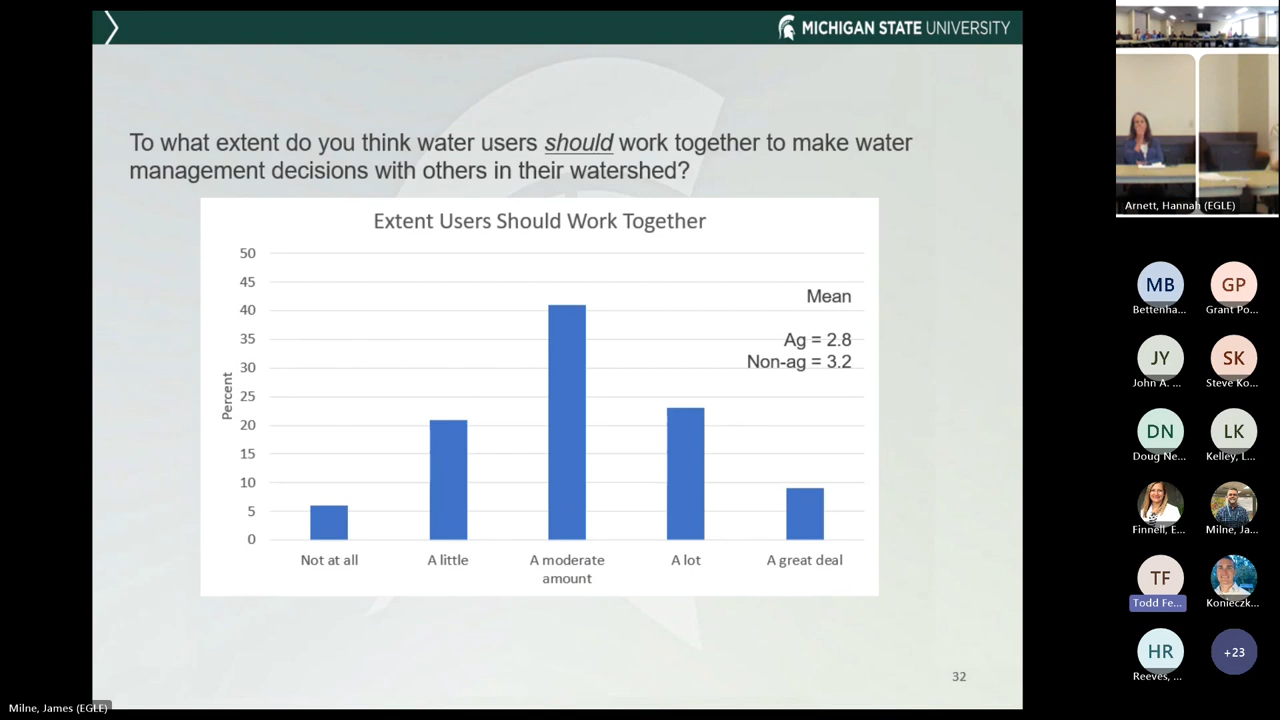 MICHIGAN STATE UNIVERSITY
To what extent do you think water users should work together to make water
management decisions with others in their watershed?
Extent Users Should Work Together
50
45
40
35
30
25
20
15
10
5
0
Percent
Mean
Ag = 2.8
Non-ag = 3.2
Not at all
A little
A moderate
amount
A lot
A great deal
32
Milne, James (EGLE)
Arnett, Hannah (EGLE)
MB
GP
Bettenha...
Grant Po...
JY
SK
John A. ...
Steve Ko...
DN
LK
Doug Ne...
Kelley, L...
Finnell, E...
Milne, Ja...
TF
Todd Fe...
Konieczk...
HR
+23
Reeves, ...